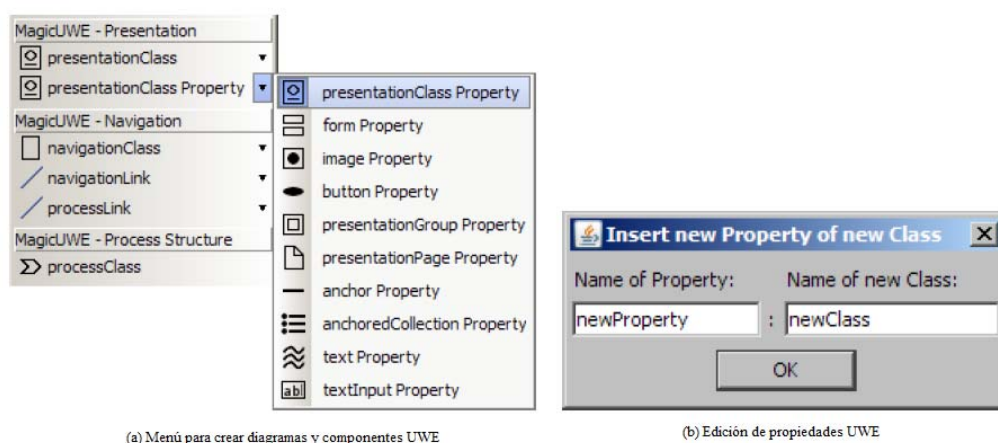 MagicUWE - Presentation
presentationClass
presentationClass Property
MagicUWE - Navigation
navigationClass
navigationLink
processLink
MagicUWE - Process Structure
processClass
presentationClass Property
form Property
image Property
button Property
presentationGroup Property
presentationPage Property
anchor Property
anchoredCollection Property
text Property
ab textInput Property
(a) Menú para crear diagramas y componentes UWE
Insert new Property of new Class
Name of Property: Name of new Class:
newProperty : newClass
OK
(b) Edición de propiedades UWE